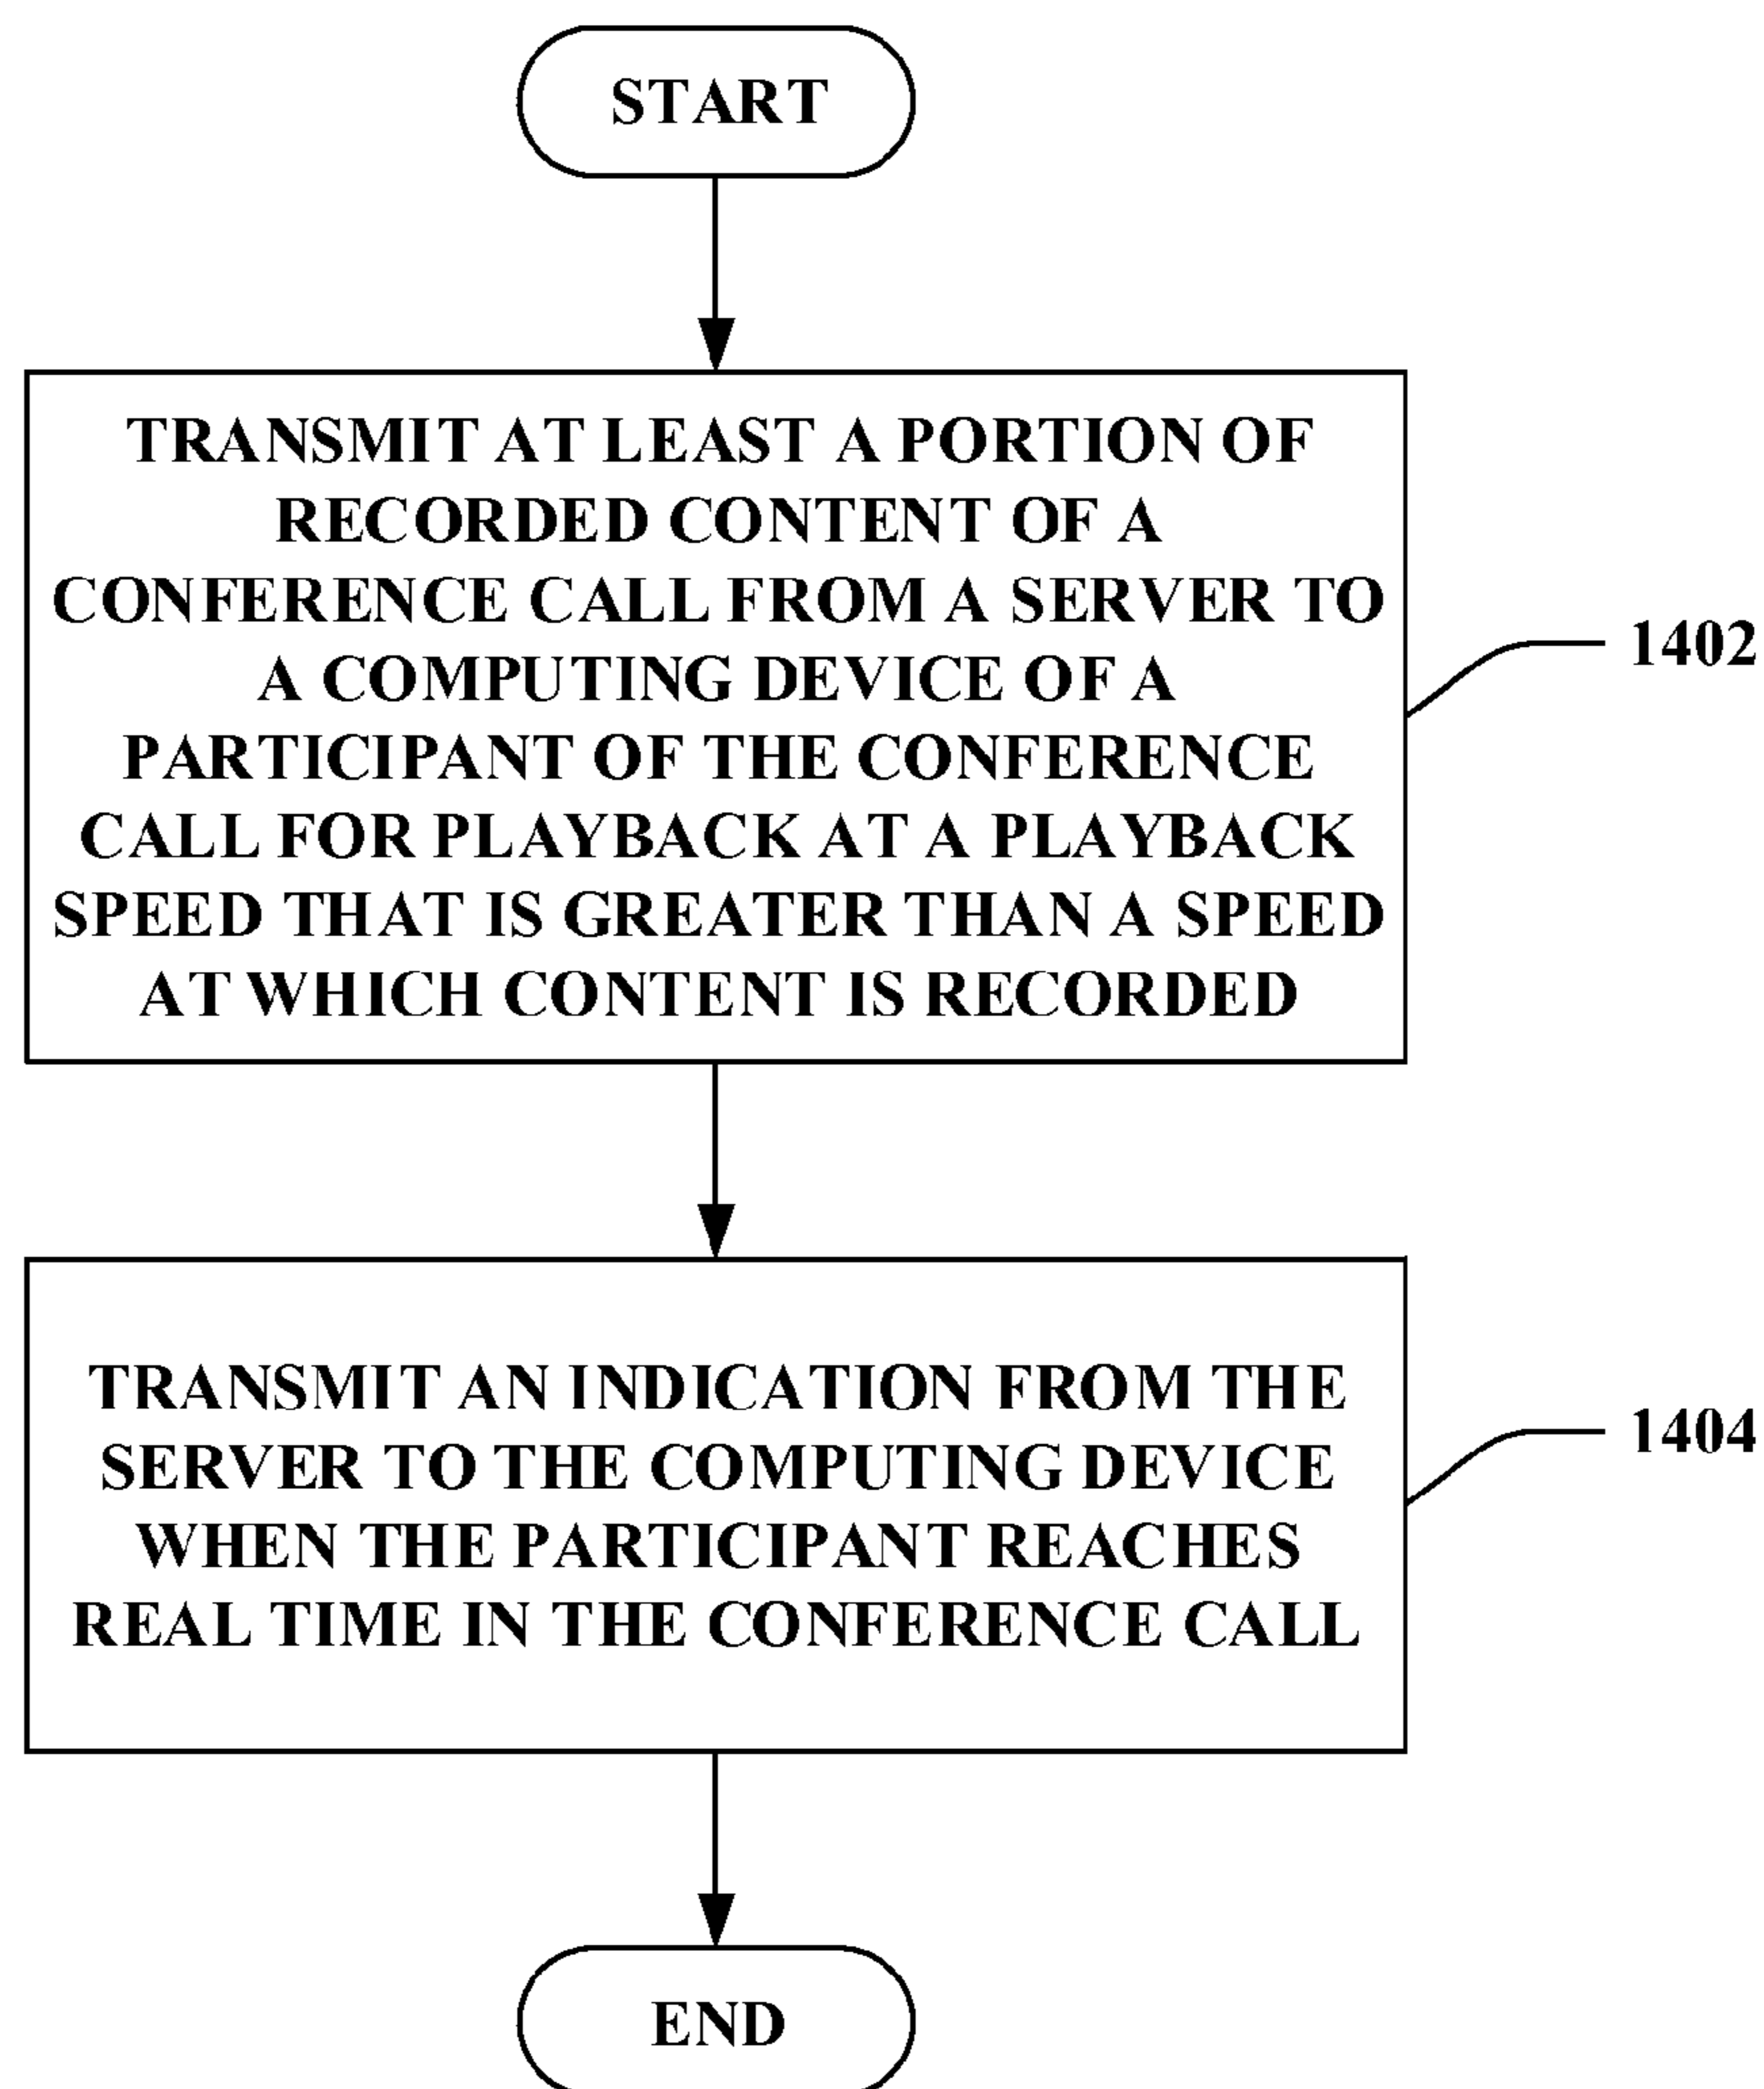 START
TRANSMIT AT LEAST A PORTION OF
RECORDED CONTENT OF A
CONFERENCE CALL FROM A SERVER TO
A COMPUTING DEVICE OF A
PARTICIPANT OF THE CONFERENCE
CALL FOR PLAYBACK AT A PLAYBACK
SPEED THAT IS GREATER THAN A SPEED
AT WHICH CONTENT IS RECORDED
1402
TRANSMIT AN INDICATION FROM THE
SERVER TO THE COMPUTING DEVICE
WHEN THE PARTICIPANT REACHES
REAL TIME IN THE CONFERENCE CALL
1404
END